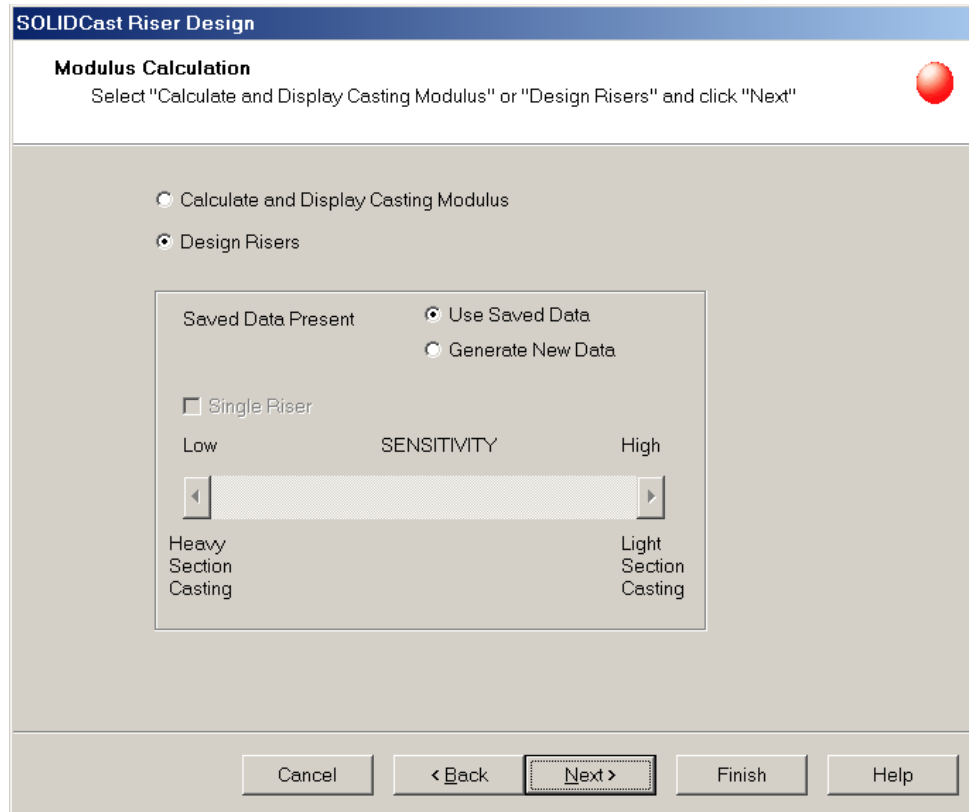 SOLIDCast Riser Design
Modulus Calculation
Select "Calculate and Display Casting Modulus" or "Design Risers" and click "Next"
Calculate and Display Casting Modulus
Design Risers
Saved Data Present
Use Saved Data
Generate New Data
Single Riser
Low SENSITIVITY High
Heavy
Section
Casting
Light
Section
Casting
Cancel < Back Next > Finish Help